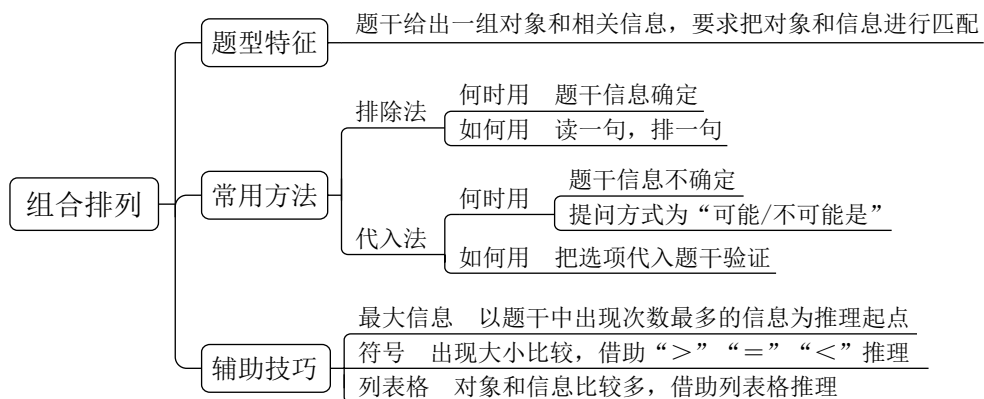 组合排列
题型特征
题干给出一组对象和相关信息，要求把对象和信息进行匹配
常用方法
排除法
何时用　题干信息确定
如何用　读一句，排一句
代入法
何时用
题干信息不确定
提问方式为“可能/不可能是”
如何用　把选项代入题干验证
辅助技巧
最大信息　以题干中出现次数最多的信息为推理起点
符号　出现大小比较，借助“＞”“＝”“＜”推理
列表格　对象和信息比较多，借助列表格推理